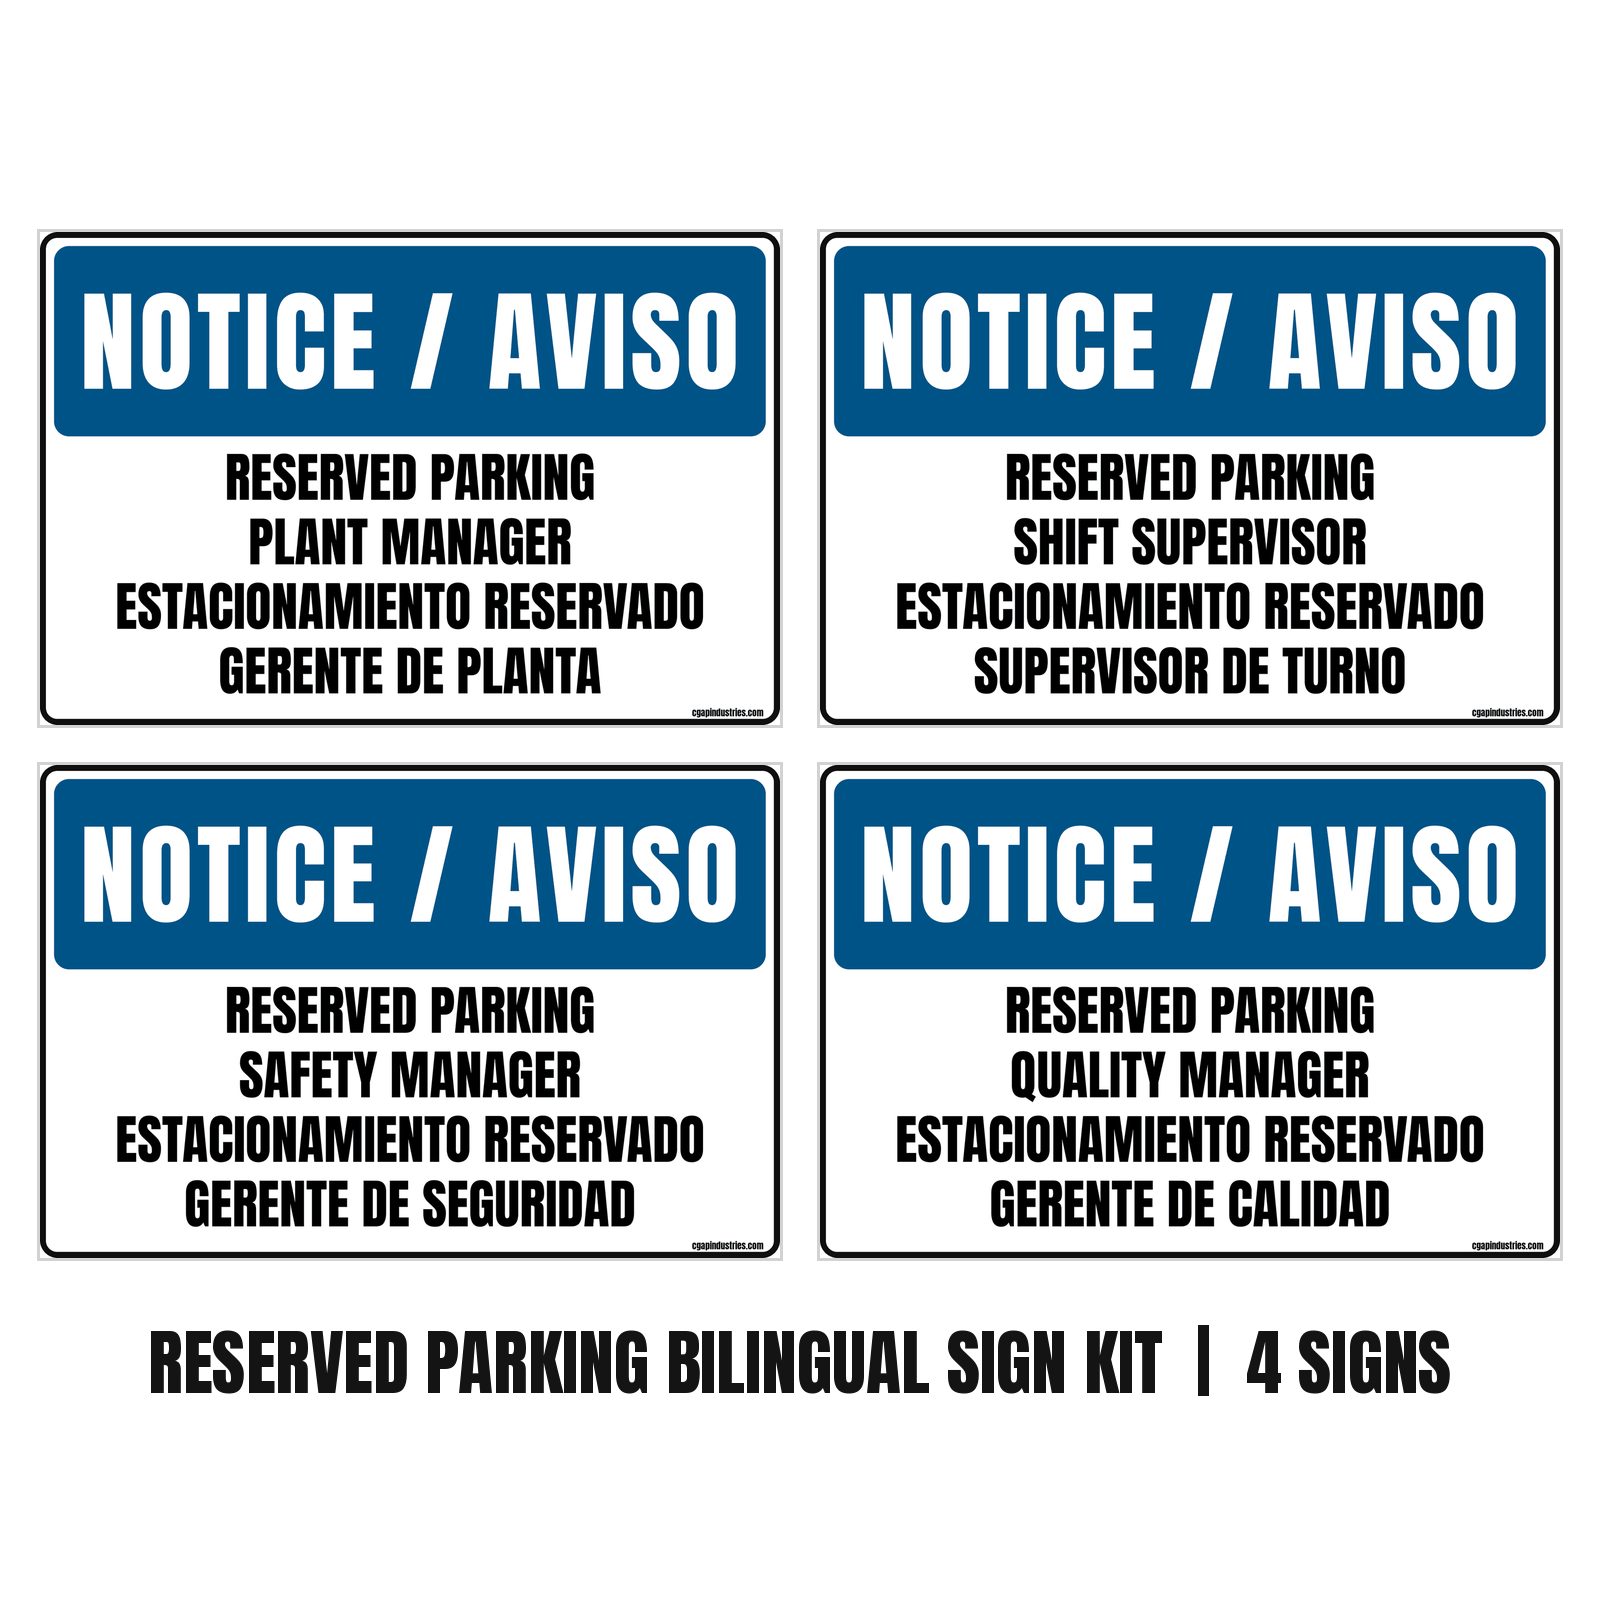 NOTICE / AVISO
RESERVED PARKING
PLANT MANAGER
ESTACIONAMIENTO RESERVADO
GERENTE DE PLANTA
cgapindustries.com
NOTICE / AVISO
RESERVED PARKING
SHIFT SUPERVISOR
ESTACIONAMIENTO RESERVADO
SUPERVISOR DE TURNO
cgapindustries.com
NOTICE / AVISO
RESERVED PARKING
SAFETY MANAGER
ESTACIONAMIENTO RESERVADO
GERENTE DE SEGURIDAD
cgapindustries.com
NOTICE / AVISO
RESERVED PARKING
QUALITY MANAGER
ESTACIONAMIENTO RESERVADO
GERENTE DE CALIDAD
cgapindustries.com
RESERVED PARKING BILINGUAL SIGN KIT | 4 SIGNS